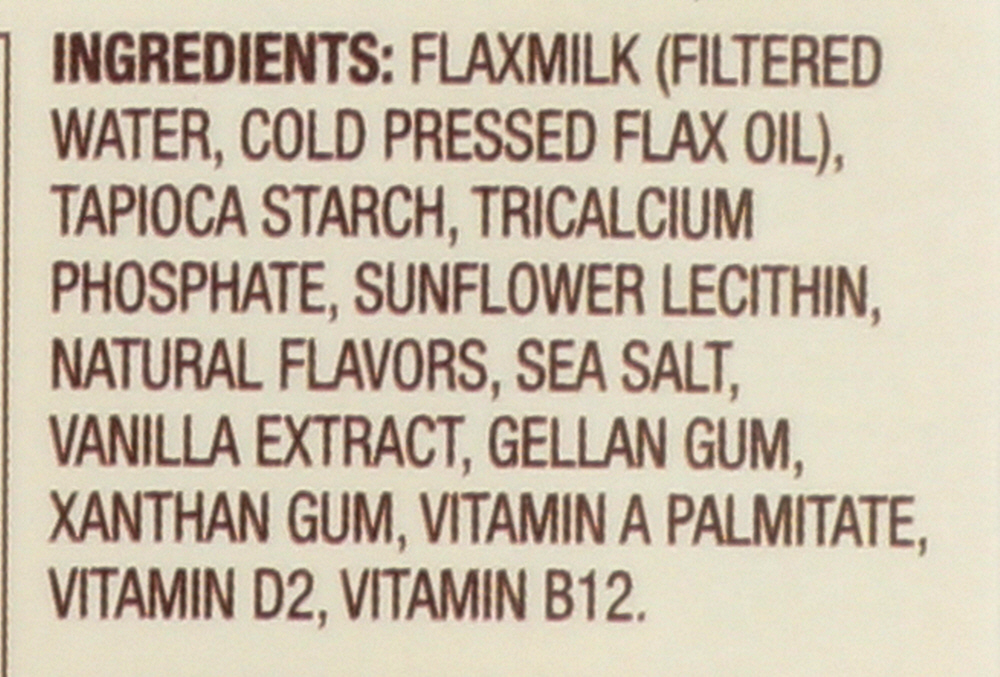 INGREDIENTS: FLAXMILK (FILTERED
WATER, COLD PRESSED FLAX OIL),
TAPIOCA STARCH, TRICALCIUM
PHOSPHATE, SUNFLOWER LECITHIN,
NATURAL FLAVORS, SEA SALT,
VANILLA EXTRACT, GELLAN GUM,
XANTHAN GUM, VITAMIN A PALMITATE,
VITAMIN D2, VITAMIN B12.